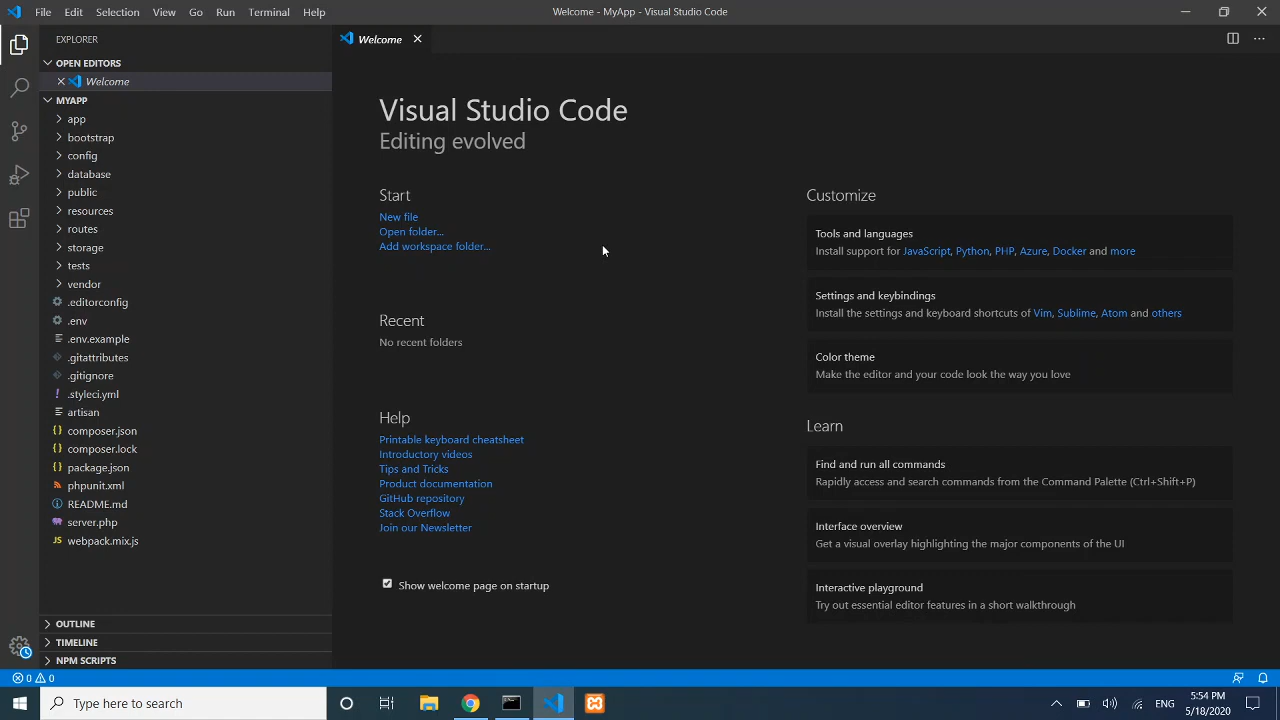 File Edit Selection View Go Run Terminal Help
Welcome - MyApp - Visual Studio Code
EXPLORER
OPEN EDITORS
Welcome
MYAPP
app
bootstrap
config
database
public
resources
routes
storage
tests
vendor
.editorconfig
.env
.env.example
.gitattributes
.gitignore
.styleci.yml
artisan
composer.json
composer.lock
package.json
phpunit.xml
README.md
server.php
webpack.mix.js
OUTLINE
TIMELINE
NPM SCRIPTS
Welcome
Visual Studio Code
Editing evolved
Start
New file
Open folder...
Add workspace folder...
Recent
No recent folders
Help
Printable keyboard cheatsheet
Introductory videos
Tips and Tricks
Product documentation
GitHub repository
Stack Overflow
Join our Newsletter
Show welcome page on startup
Customize
Tools and languages
Install support for JavaScript, Python, PHP, Azure, Docker and more
Settings and keybindings
Install the settings and keyboard shortcuts of Vim, Sublime, Atom and others
Color theme
Make the editor and your code look the way you love
Learn
Find and run all commands
Rapidly access and search commands from the Command Palette (Ctrl+Shift+P)
Interface overview
Get a visual overlay highlighting the major components of the UI
Interactive playground
Try out essential editor features in a short walkthrough
0 0
Type here to search
ENG
5:54 PM
5/18/2020